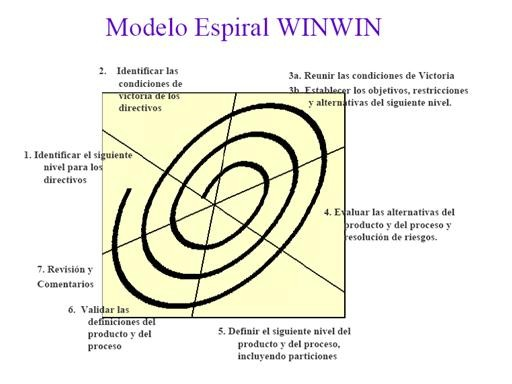 Modelo Espiral WINWIN
2. Identificar las
condiciones de
victoria de los
directivos
3a. Reunir las condiciones de Victoria
3b. Establecer los objetivos, restricciones
y alternativas del siguiente nivel.
1. Identificar el siguiente
nivel para los
directivos
4. Evaluar las alternativas del
producto y del proceso y
resolución de riesgos.
7. Revisión y
Comentarios
6. Validar las
definiciones del
producto y del
proceso
5. Definir el siguiente nivel del
producto y del proceso,
incluyendo particiones